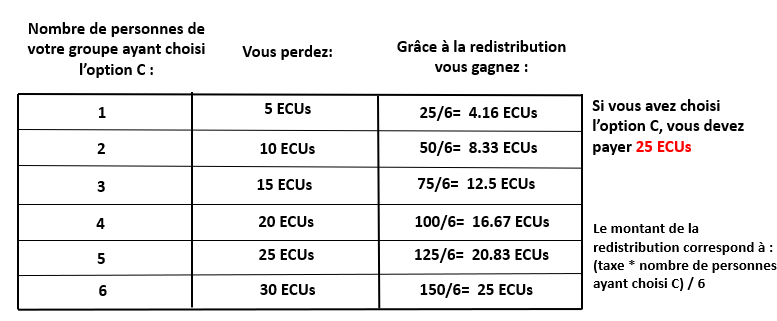 Nombre de personnes de
votre groupe ayant choisi
l'option C :
Vous perdez:
Grâce à la redistribution
vous gagnez :
1
5 ECUs
25/6= 4.16 ECUs
2
10 ECUs
50/6= 8.33 ECUs
3
15 ECUs
75/6= 12.5 ECUs
4
20 ECUs
100/6= 16.67 ECUs
5
25 ECUs
125/6= 20.83 ECUs
6
30 ECUs
150/6= 25 ECUs
Si vous avez choisi
l'option C, vous devez
payer 25 ECUs
Le montant de la
redistribution correspond à :
(taxe * nombre de personnes
ayant choisi C) / 6